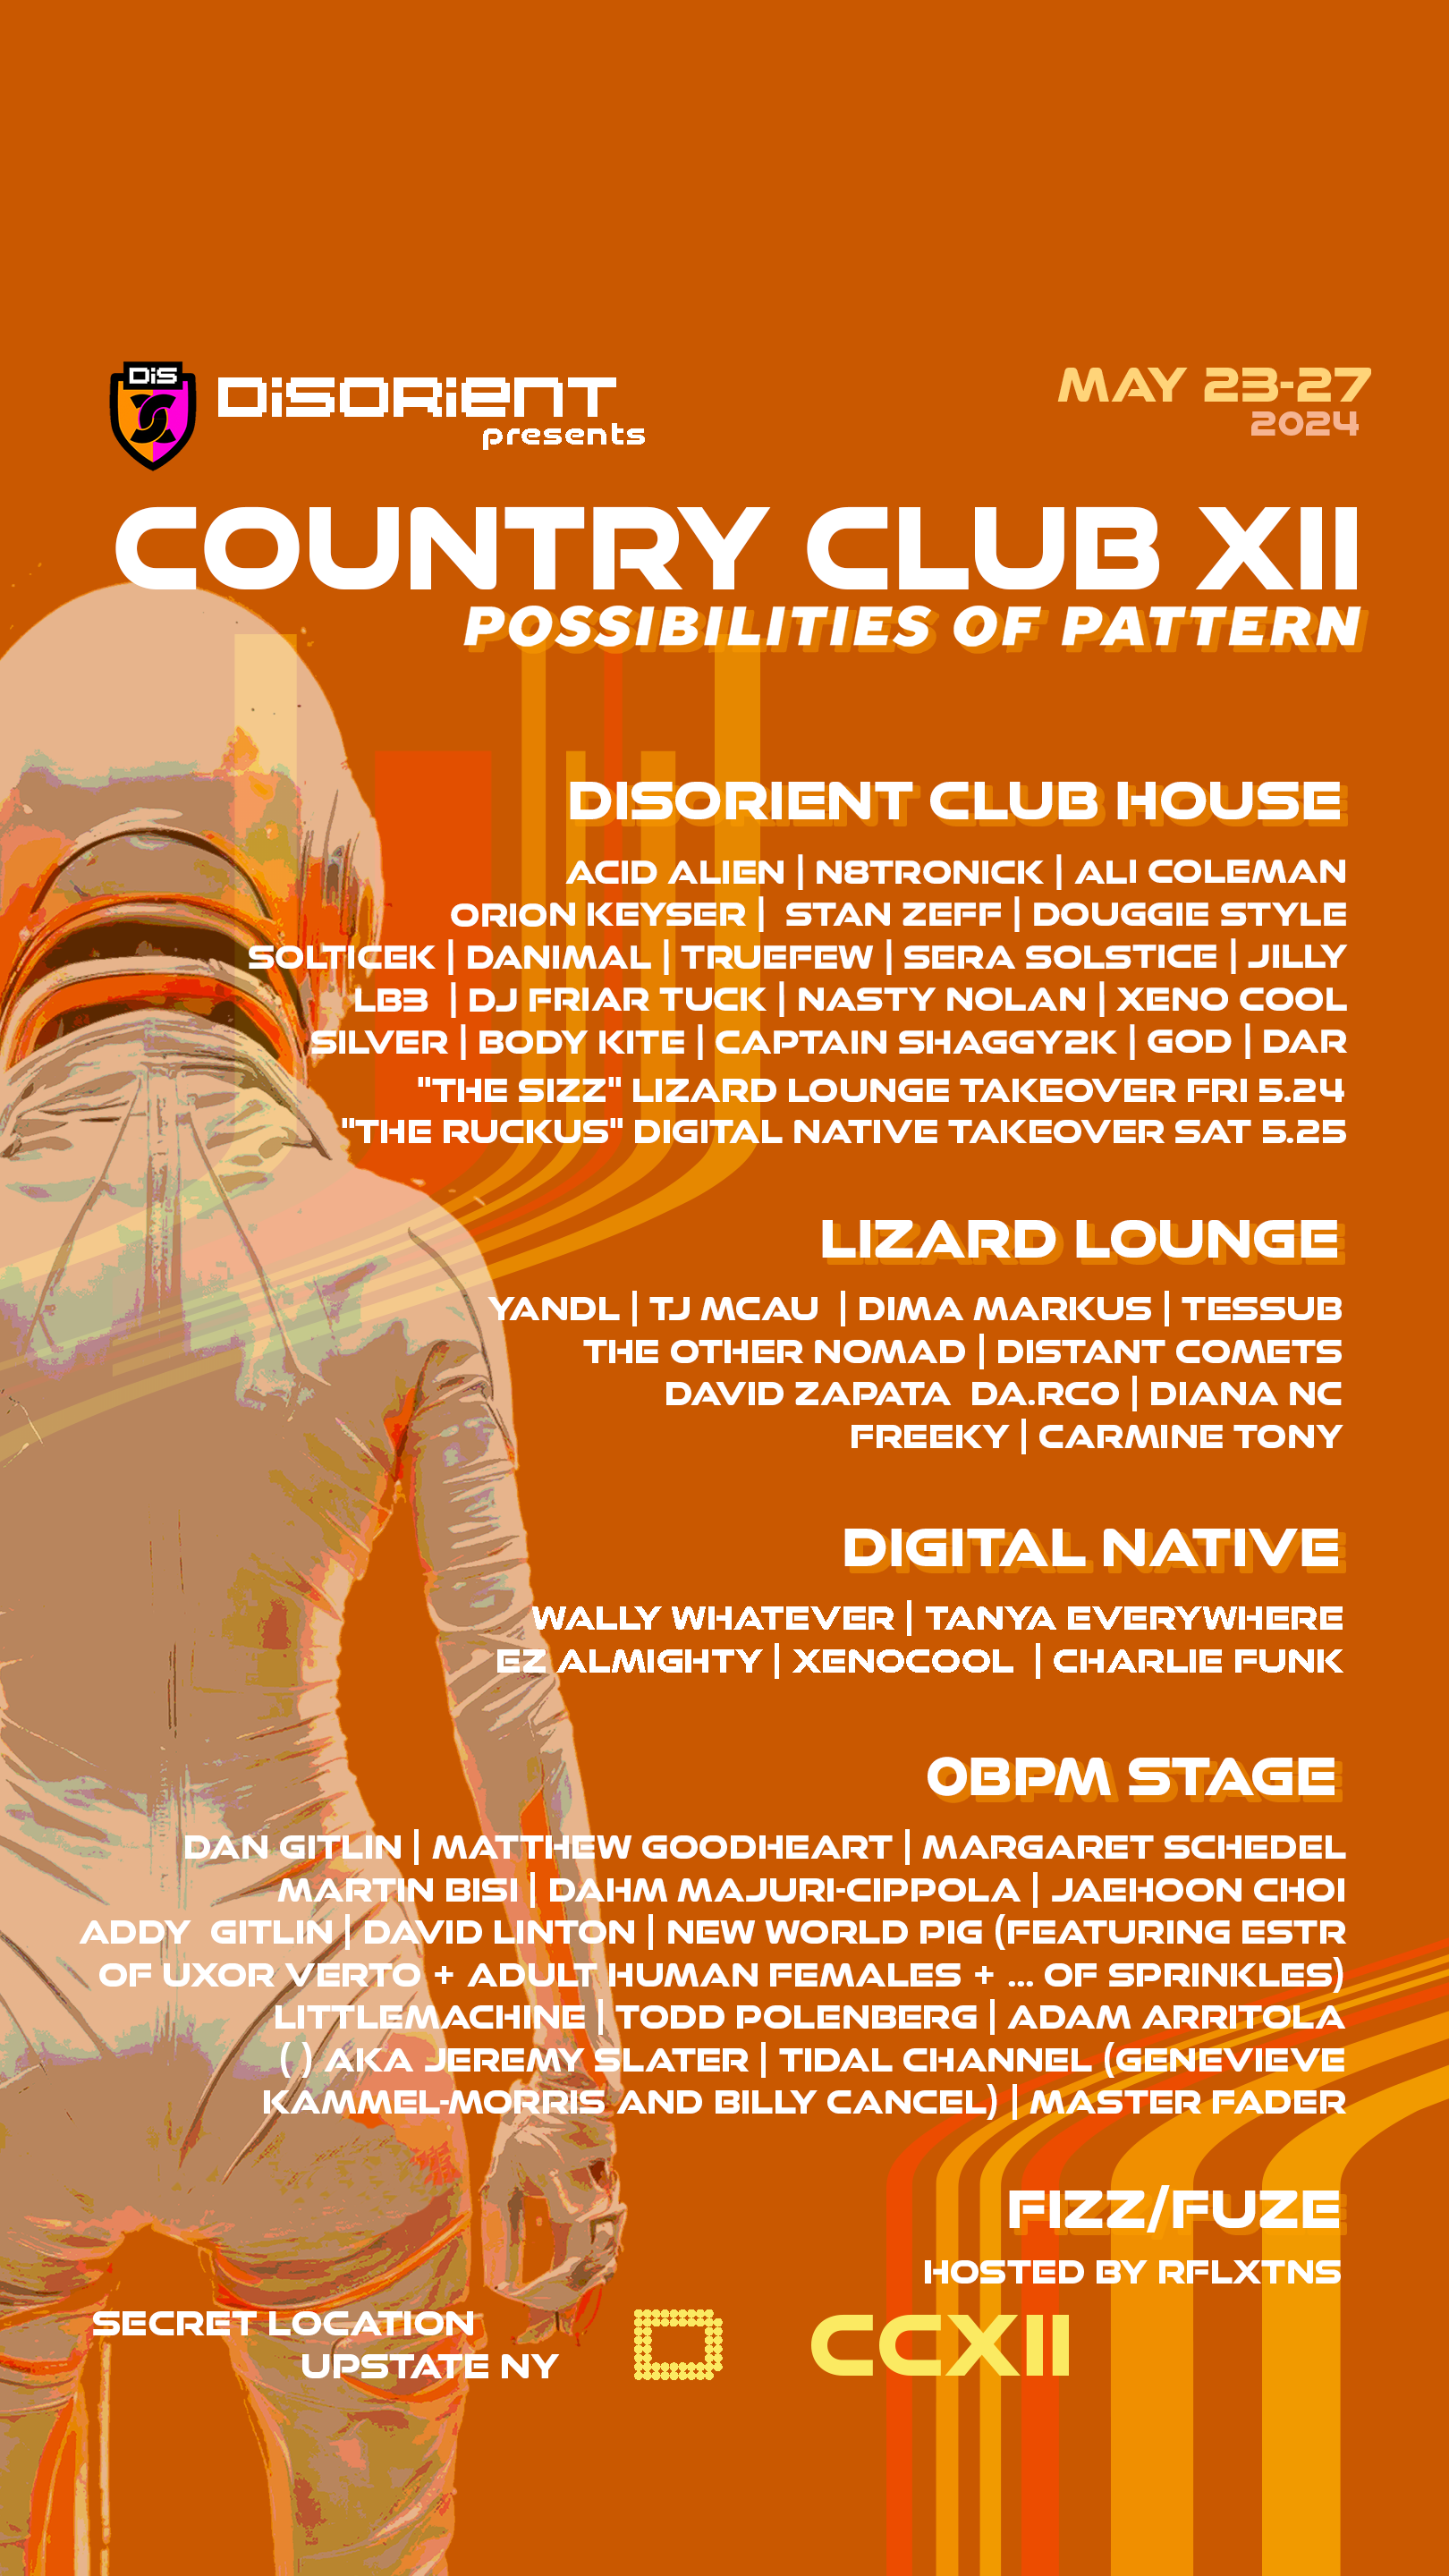 DiS
DiSORiENT
presents
MAY 23-27
2024
COUNTRY CLUB XII
POSSIBILITIES OF PATTERN
DISORIENT CLUB HOUSE
ACID ALIEN | N8TRONICK | ALI COLEMAN
ORION KEYSER | STAN ZEFF | DOUGGIE STYLE
SOLTICEK | DANIMAL | TRUEFEW | SERA SOLSTICE | JILLY
LB3 | DJ FRIAR TUCK | NASTY NOLAN | XENO COOL
SILVER | BODY KITE | CAPTAIN SHAGGY2K | GOD | DAR
"THE SIZZ" LIZARD LOUNGE TAKEOVER FRI 5.24
"THE RUCKUS" DIGITAL NATIVE TAKEOVER SAT 5.25
LIZARD LOUNGE
YANDL | TJ MCAU | DIMA MARKUS | TESSUB
THE OTHER NOMAD | DISTANT COMETS
DAVID ZAPATA DA.RCO | DIANA NC
FREEKY | CARMINE TONY
DIGITAL NATIVE
WALLY WHATEVER | TANYA EVERYWHERE
EZ ALMIGHTY | XENOCOOL | CHARLIE FUNK
0BPM STAGE
DAN GITLIN | MATTHEW GOODHEART | MARGARET SCHEDEL
MARTIN BISI | DAHM MAJURI-CIPPOLA | JAEHOON CHOI
ADDY GITLIN | DAVID LINTON | NEW WORLD PIG (FEATURING ESTR
OF UXOR VERTO + ADULT HUMAN FEMALES + ... OF SPRINKLES)
LITTLEMACHINE | TODD POLENBERG | ADAM ARRITOLA
( ) AKA JEREMY SLATER | TIDAL CHANNEL (GENEVIEVE
KAMMEL-MORRIS AND BILLY CANCEL) | MASTER FADER
FIZZ/FUZE
HOSTED BY RFLXTNS
SECRET LOCATION
UPSTATE NY
CCXII